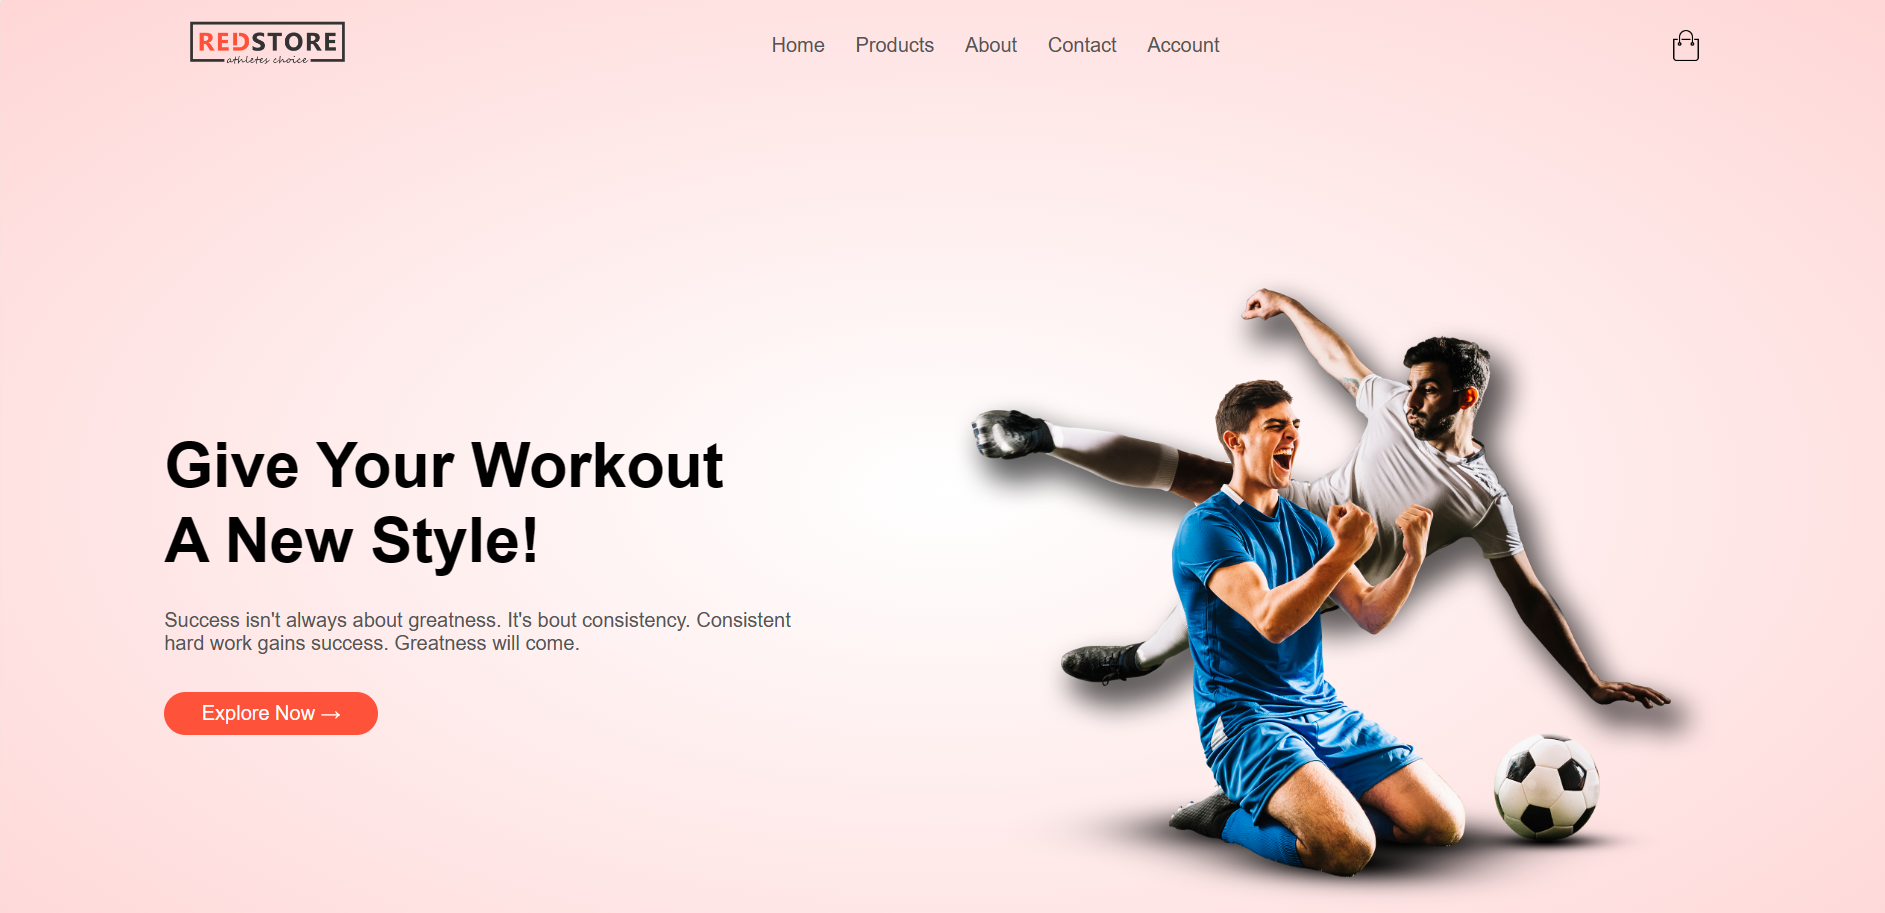 REDSTORE
athletes choice
Home Products About Contact Account
Give Your Workout
A New Style!
Success isn't always about greatness. It's bout consistency. Consistent
hard work gains success. Greatness will come.
Explore Now →